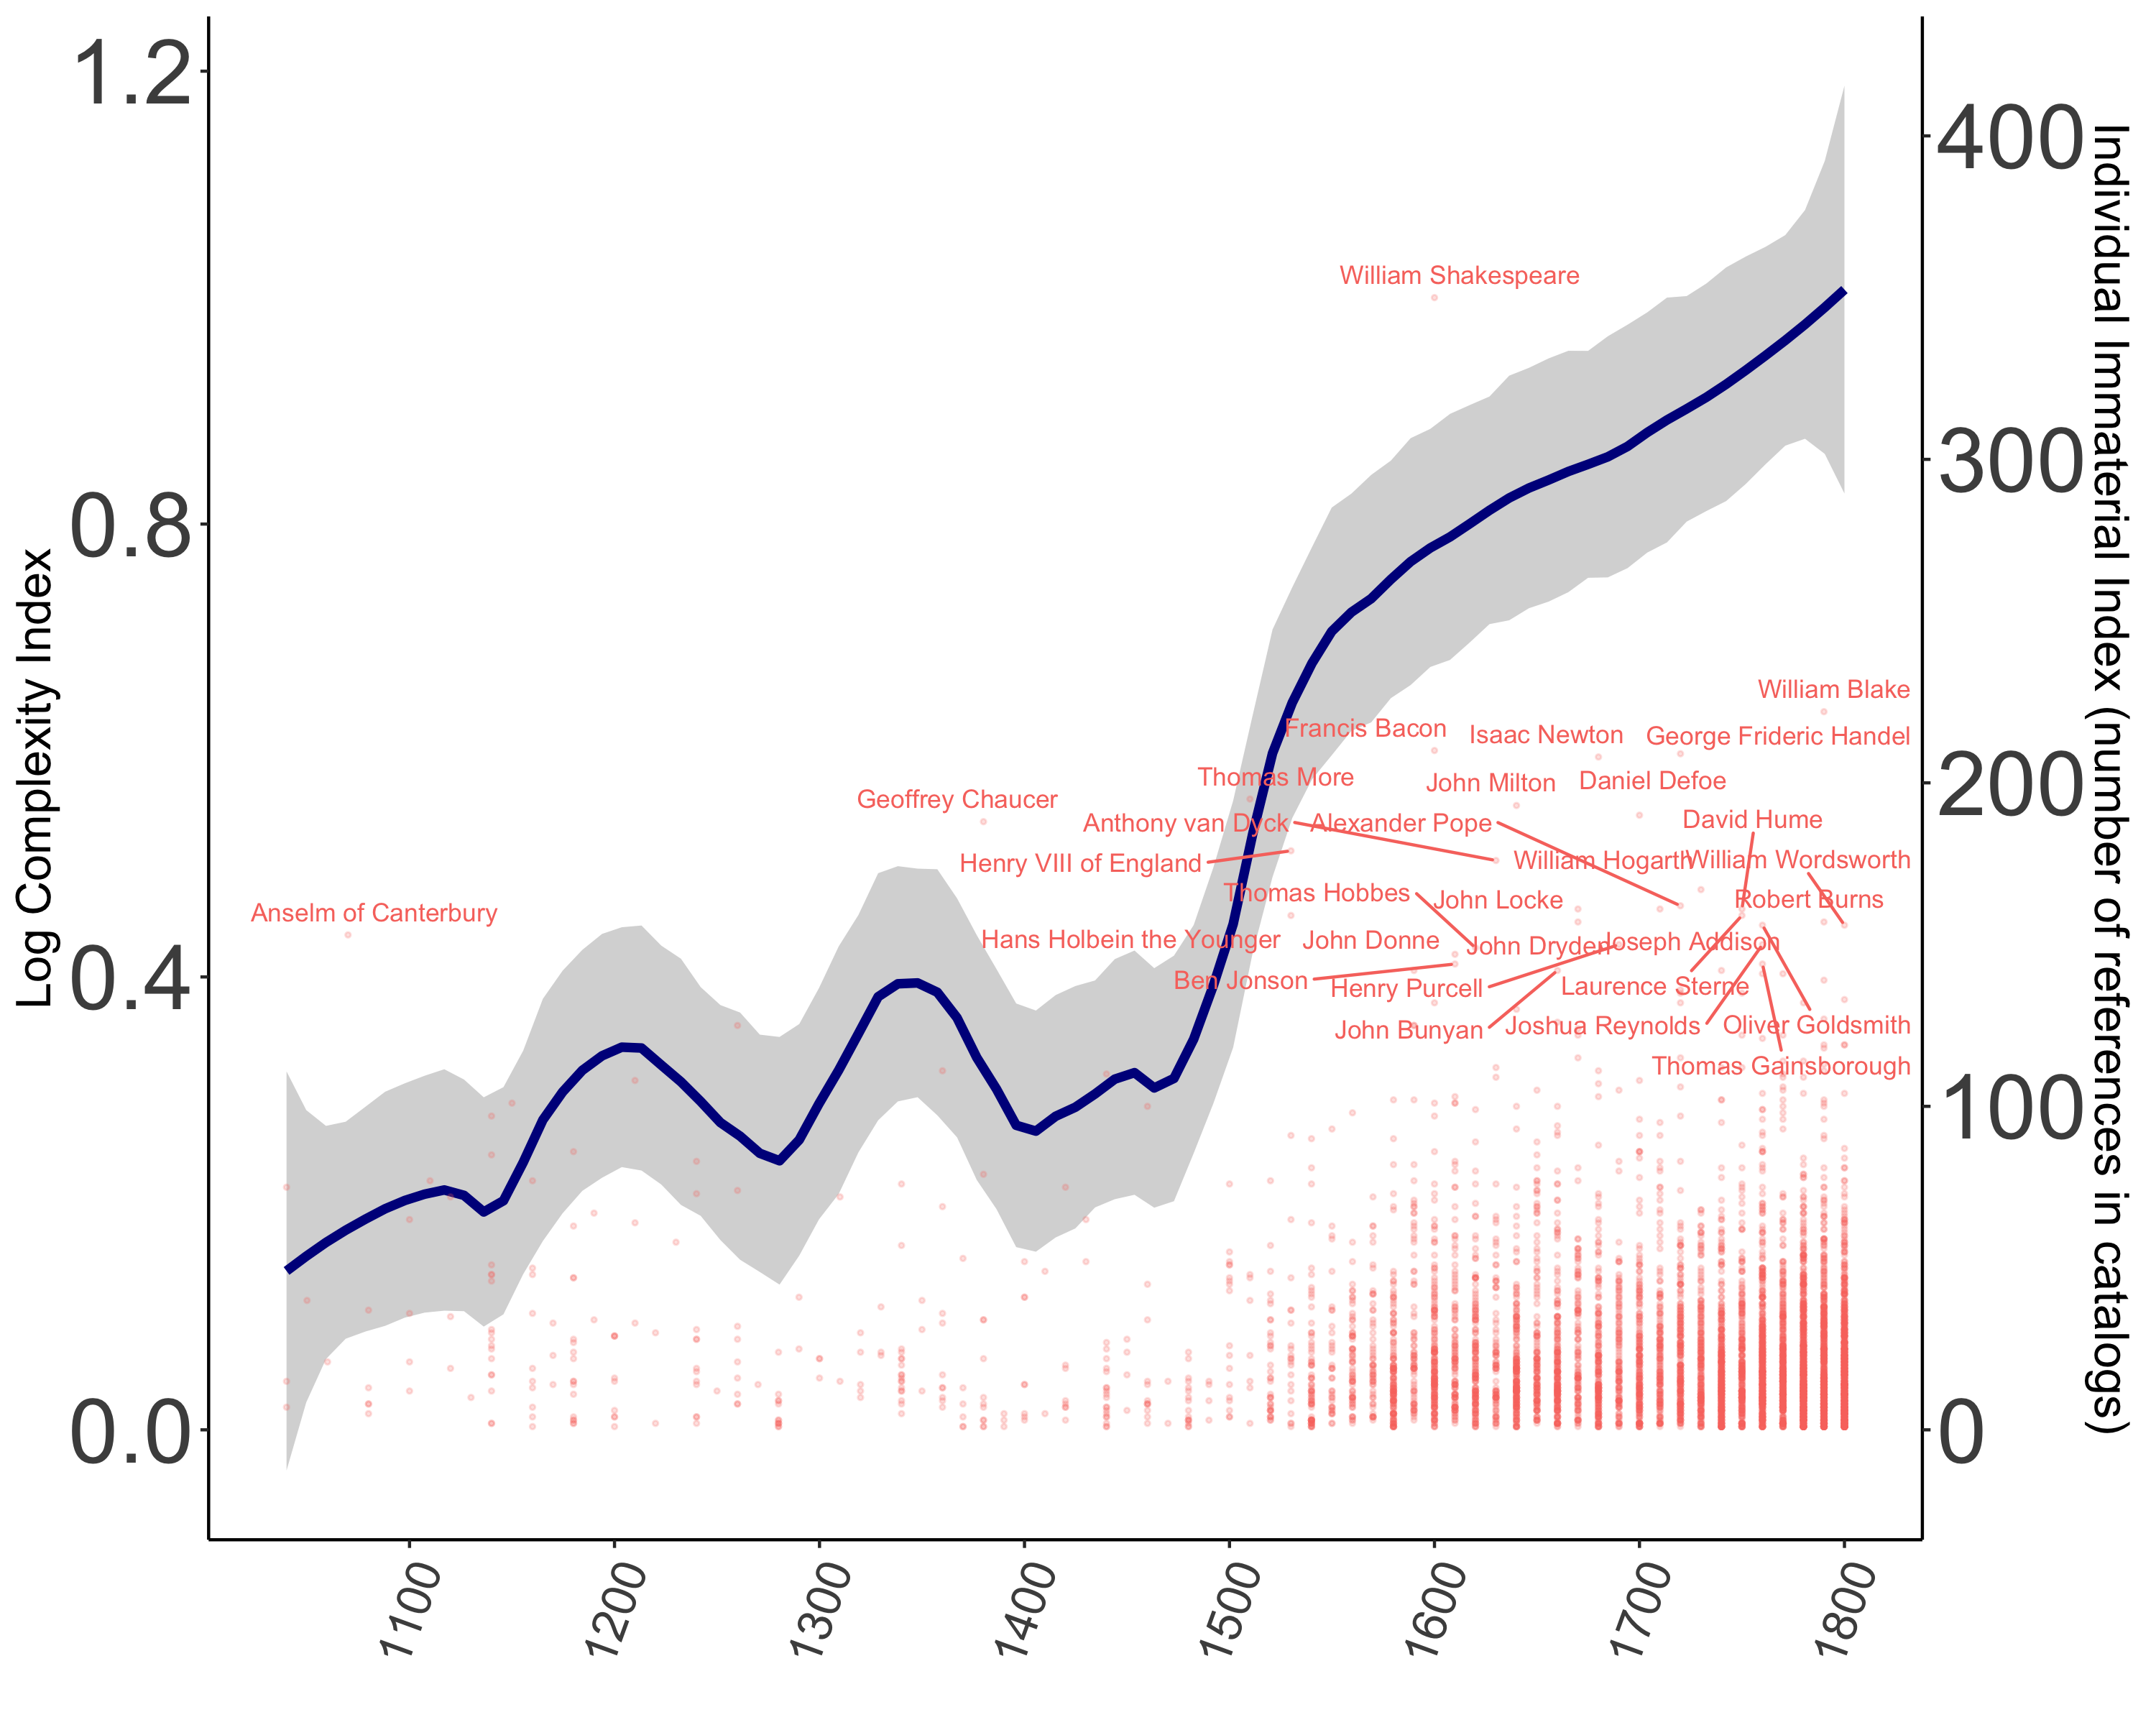 1.2
0.8
0.4
0.0
Log Complexity Index
400
300
200
100
0
Individual Immaterial Index (number of references in catalogs)
William Shakespeare
William Blake
Francis Bacon
Isaac Newton
George Frideric Handel
Thomas More
John Milton
Daniel Defoe
Geoffrey Chaucer
Anthony van Dyck
Alexander Pope
David Hume
Henry VIII of England
William Hogarth
William Wordsworth
Thomas Hobbes
John Locke
Robert Burns
Anselm of Canterbury
Hans Holbein the Younger
John Donne
John Dryden
Joseph Addison
Ben Jonson
Henry Purcell
Laurence Sterne
John Bunyan
Joshua Reynolds
Oliver Goldsmith
Thomas Gainsborough
1100
1200
1300
1400
1500
1600
1700
1800